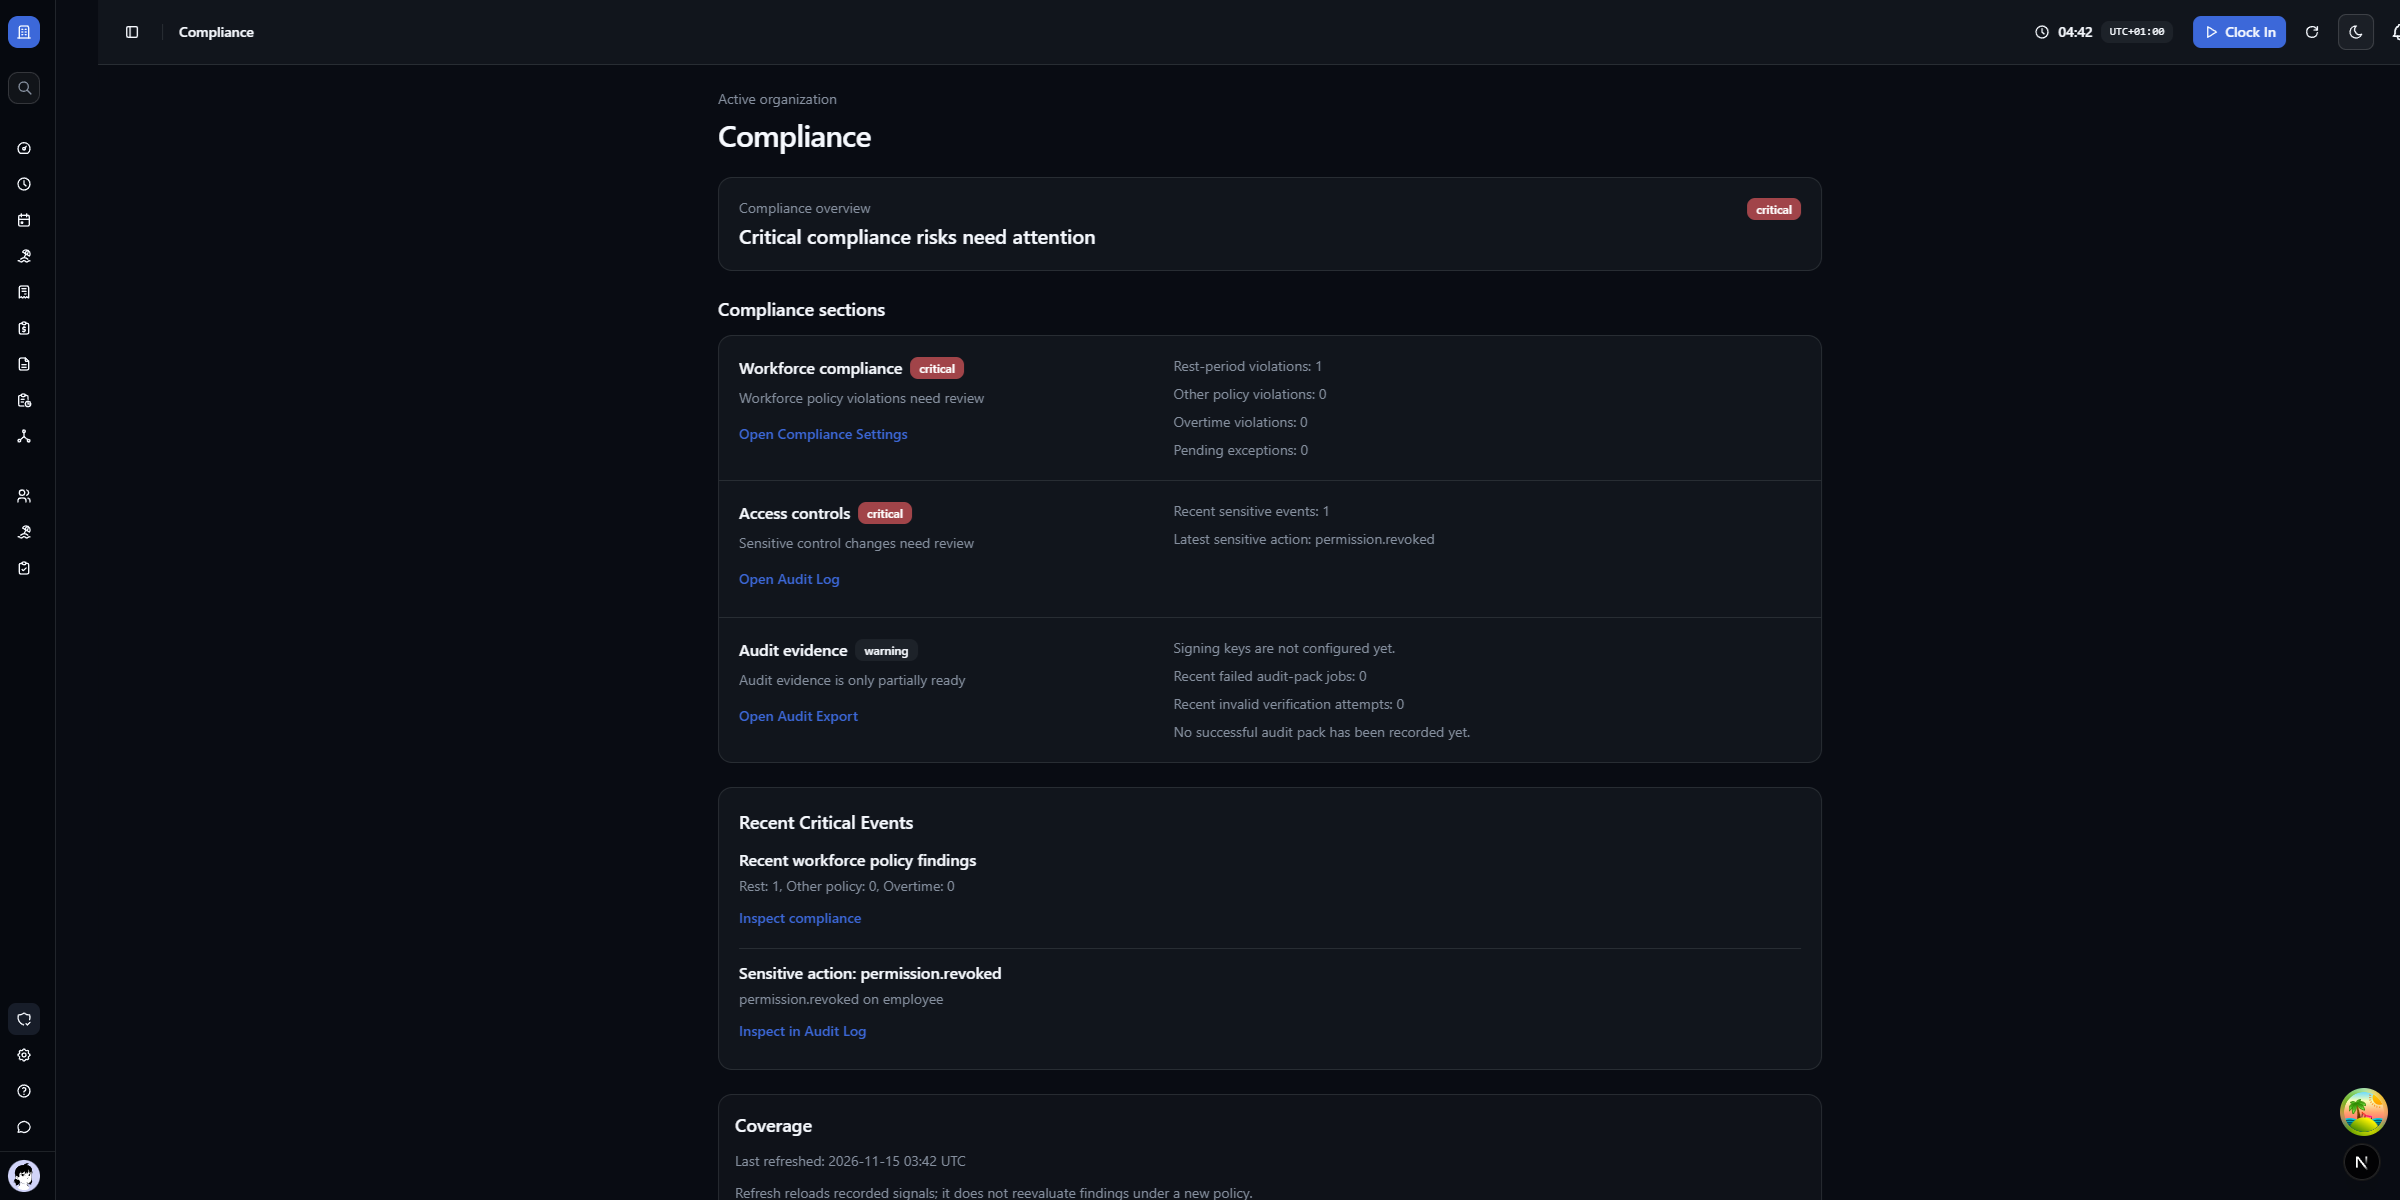 Compliance
04:42 UTC+01:00
Clock In
Active organization
Compliance
Compliance overview
critical
Critical compliance risks need attention
Compliance sections
Workforce compliance critical
Workforce policy violations need review
Open Compliance Settings
Rest-period violations: 1
Other policy violations: 0
Overtime violations: 0
Pending exceptions: 0
Access controls critical
Sensitive control changes need review
Open Audit Log
Recent sensitive events: 1
Latest sensitive action: permission.revoked
Audit evidence warning
Audit evidence is only partially ready
Open Audit Export
Signing keys are not configured yet.
Recent failed audit-pack jobs: 0
Recent invalid verification attempts: 0
No successful audit pack has been recorded yet.
Recent Critical Events
Recent workforce policy findings
Rest: 1, Other policy: 0, Overtime: 0
Inspect compliance
Sensitive action: permission.revoked
permission.revoked on employee
Inspect in Audit Log
Coverage
Last refreshed: 2026-11-15 03:42 UTC
Refresh reloads recorded signals; it does not reevaluate findings under a new policy.
N